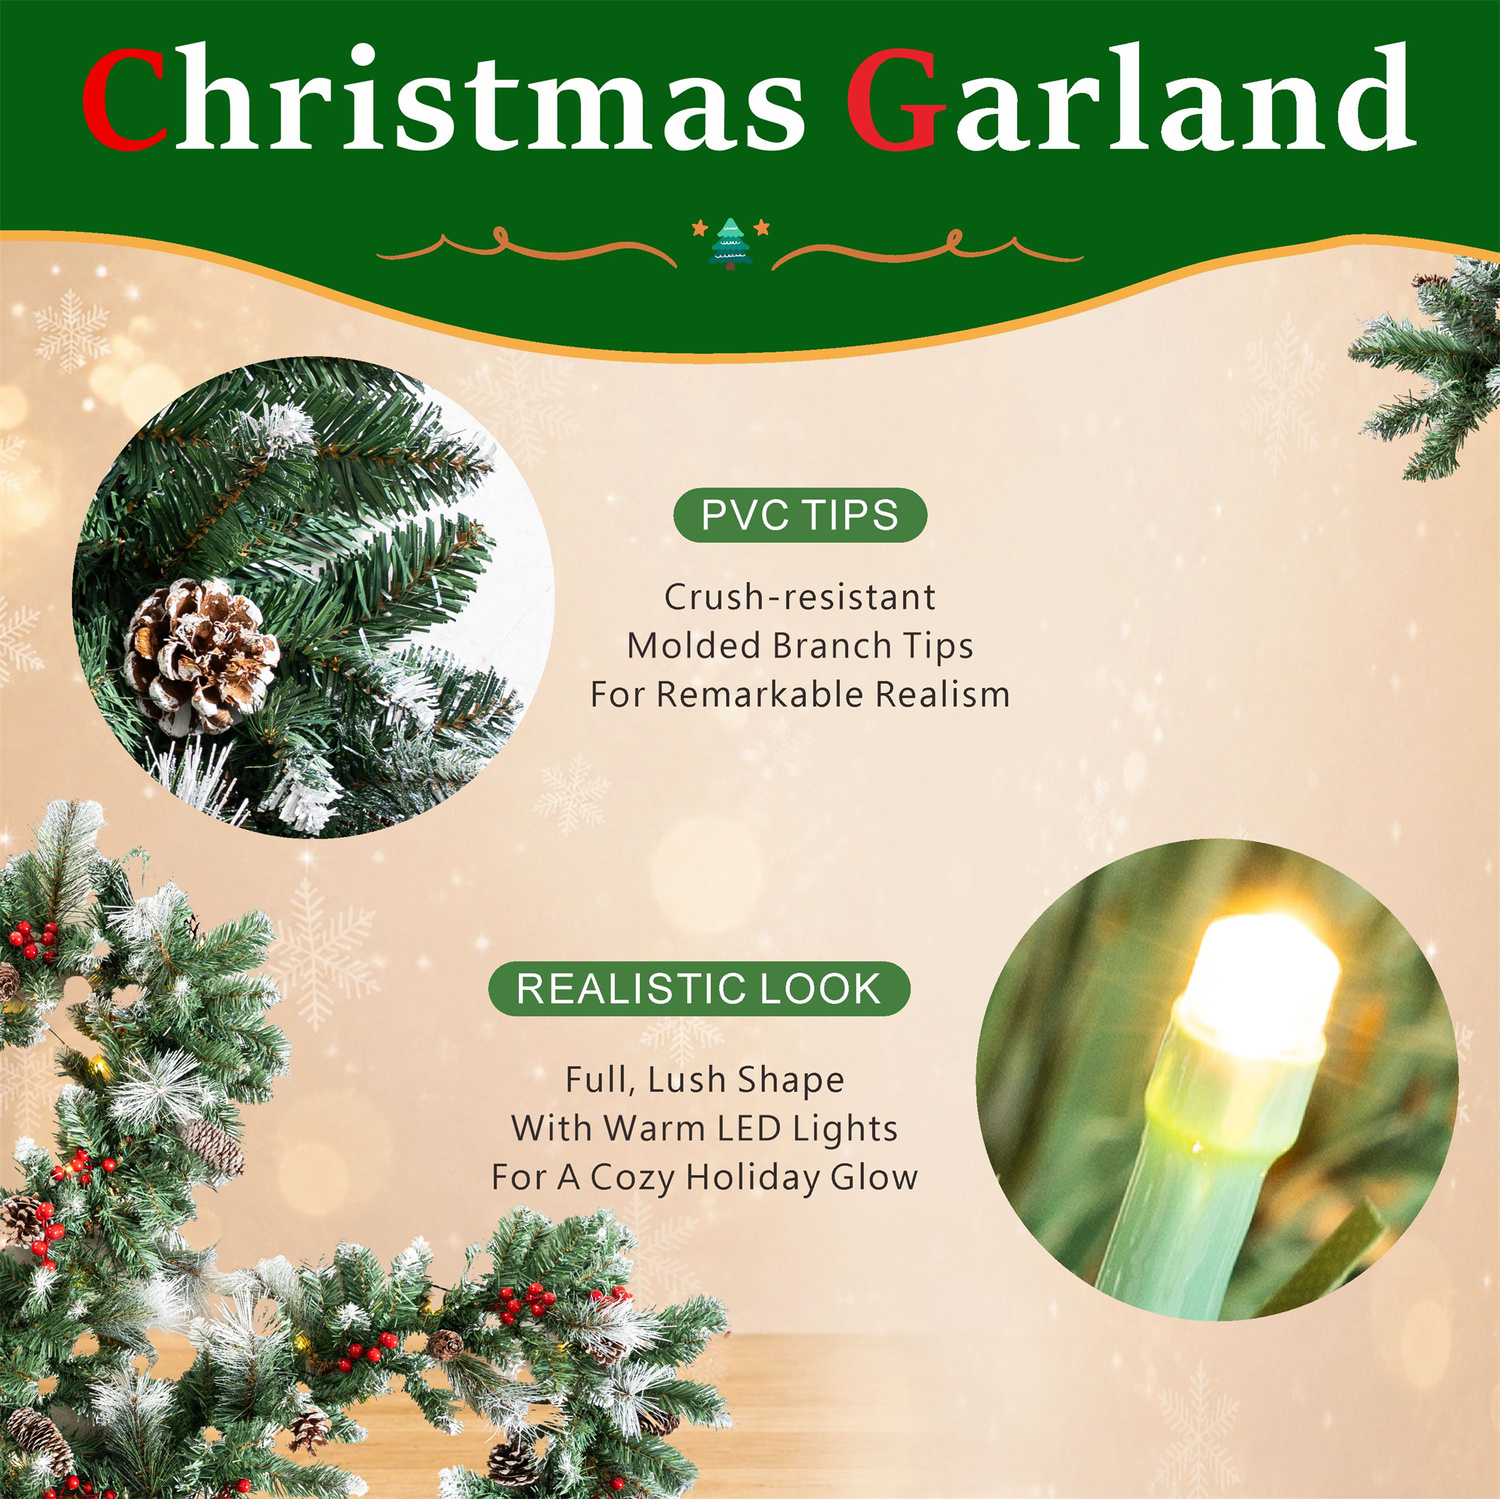 Christmas Garland
PVC TIPS
Crush-resistant
Molded Branch Tips
For Remarkable Realism
REALISTIC LOOK
Full, Lush Shape
With Warm LED Lights
For A Cozy Holiday Glow